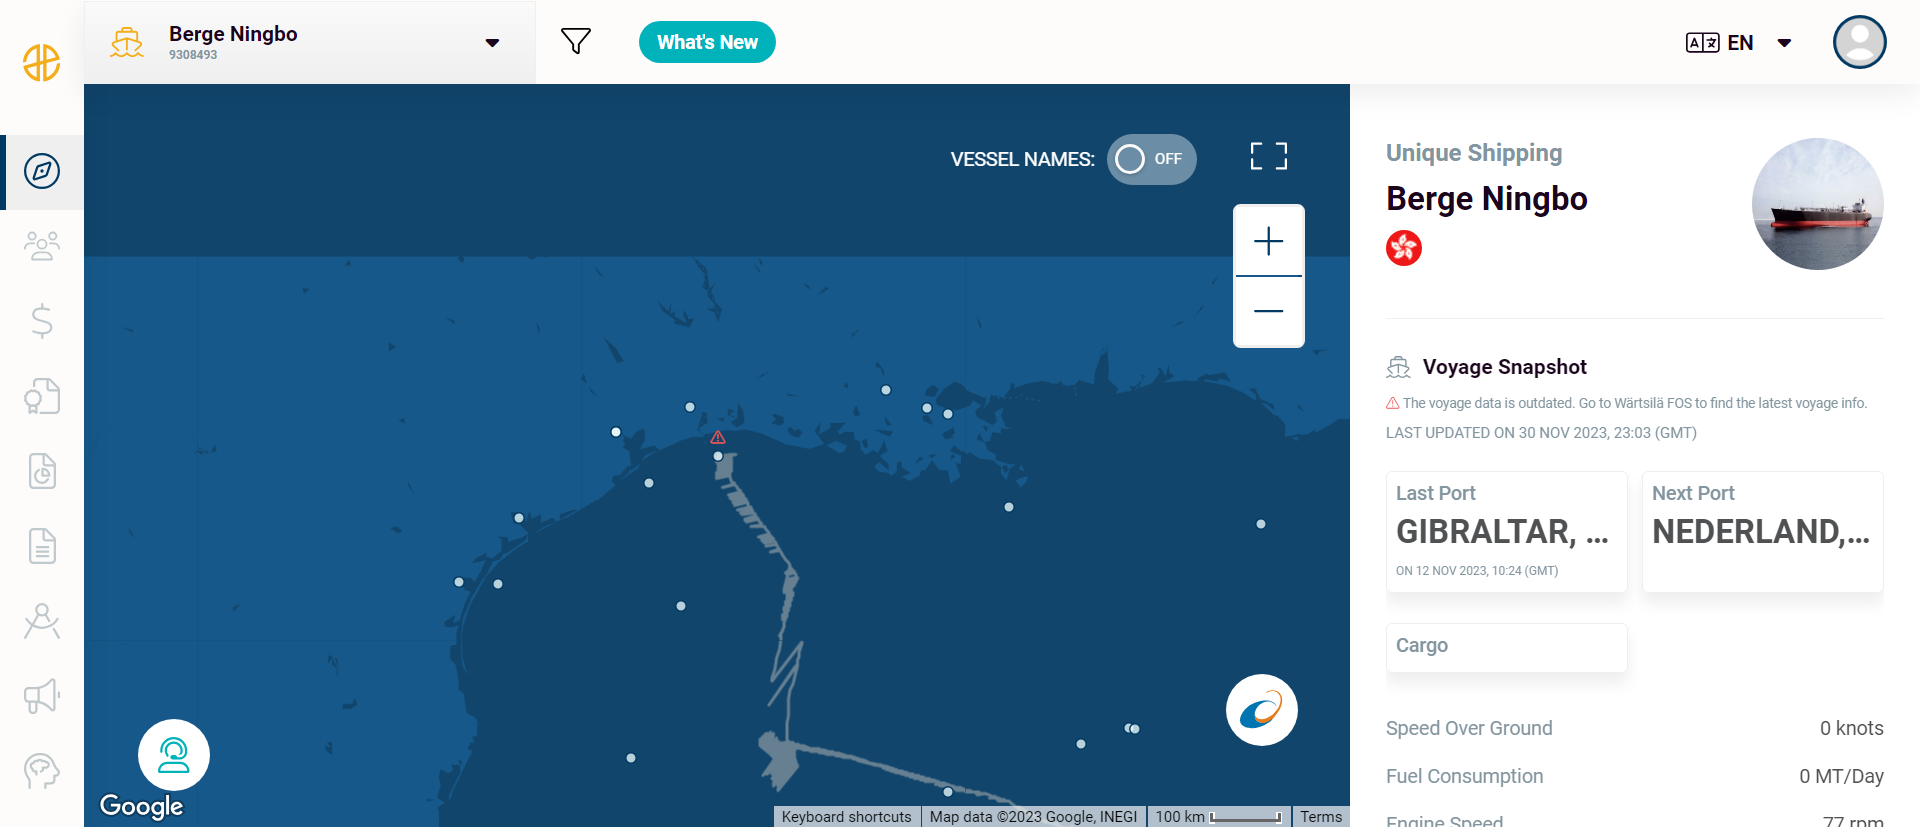 Berge Ningbo
9308493
What's New
EN
VESSEL NAMES: OFF
Unique Shipping
Berge Ningbo
Voyage Snapshot
The voyage data is outdated. Go to Wärtsilä FOS to find the latest voyage info.
LAST UPDATED ON 30 NOV 2023, 23:03 (GMT)
Last Port
GIBRALTAR, ...
ON 12 NOV 2023, 10:24 (GMT)
Next Port
NEDERLAND,...
Cargo
Speed Over Ground 0 knots
Fuel Consumption 0 MT/Day
Engine Speed 77 rpm
Google
Keyboard shortcuts Map data ©2023 Google, INEGI 100 km Terms